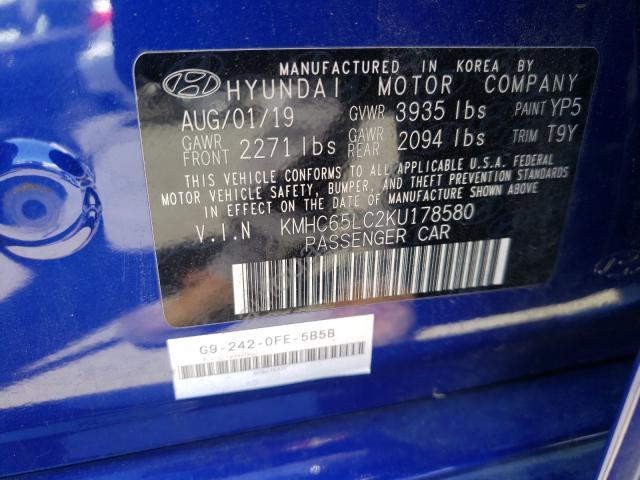 MANUFACTURED IN KOREA BY
HYUNDAI MOTOR COMPANY
AUG/01/19 GVWR 3935 lbs PAINT YP5
GAWR FRONT 2271 lbs GAWR REAR 2094 lbs TRIM T9Y
THIS VEHICLE CONFORMS TO ALL APPLICABLE U.S.A. FEDERAL
MOTOR VEHICLE SAFETY, BUMPER, AND THEFT PREVENTION STANDARDS
IN EFFECT ON THE DATE OF MANUFACTURE SHOWN ABOVE.
V.I.N KMHC65LC2KU178580
PASSENGER CAR
G9-242-0FE-5B5B